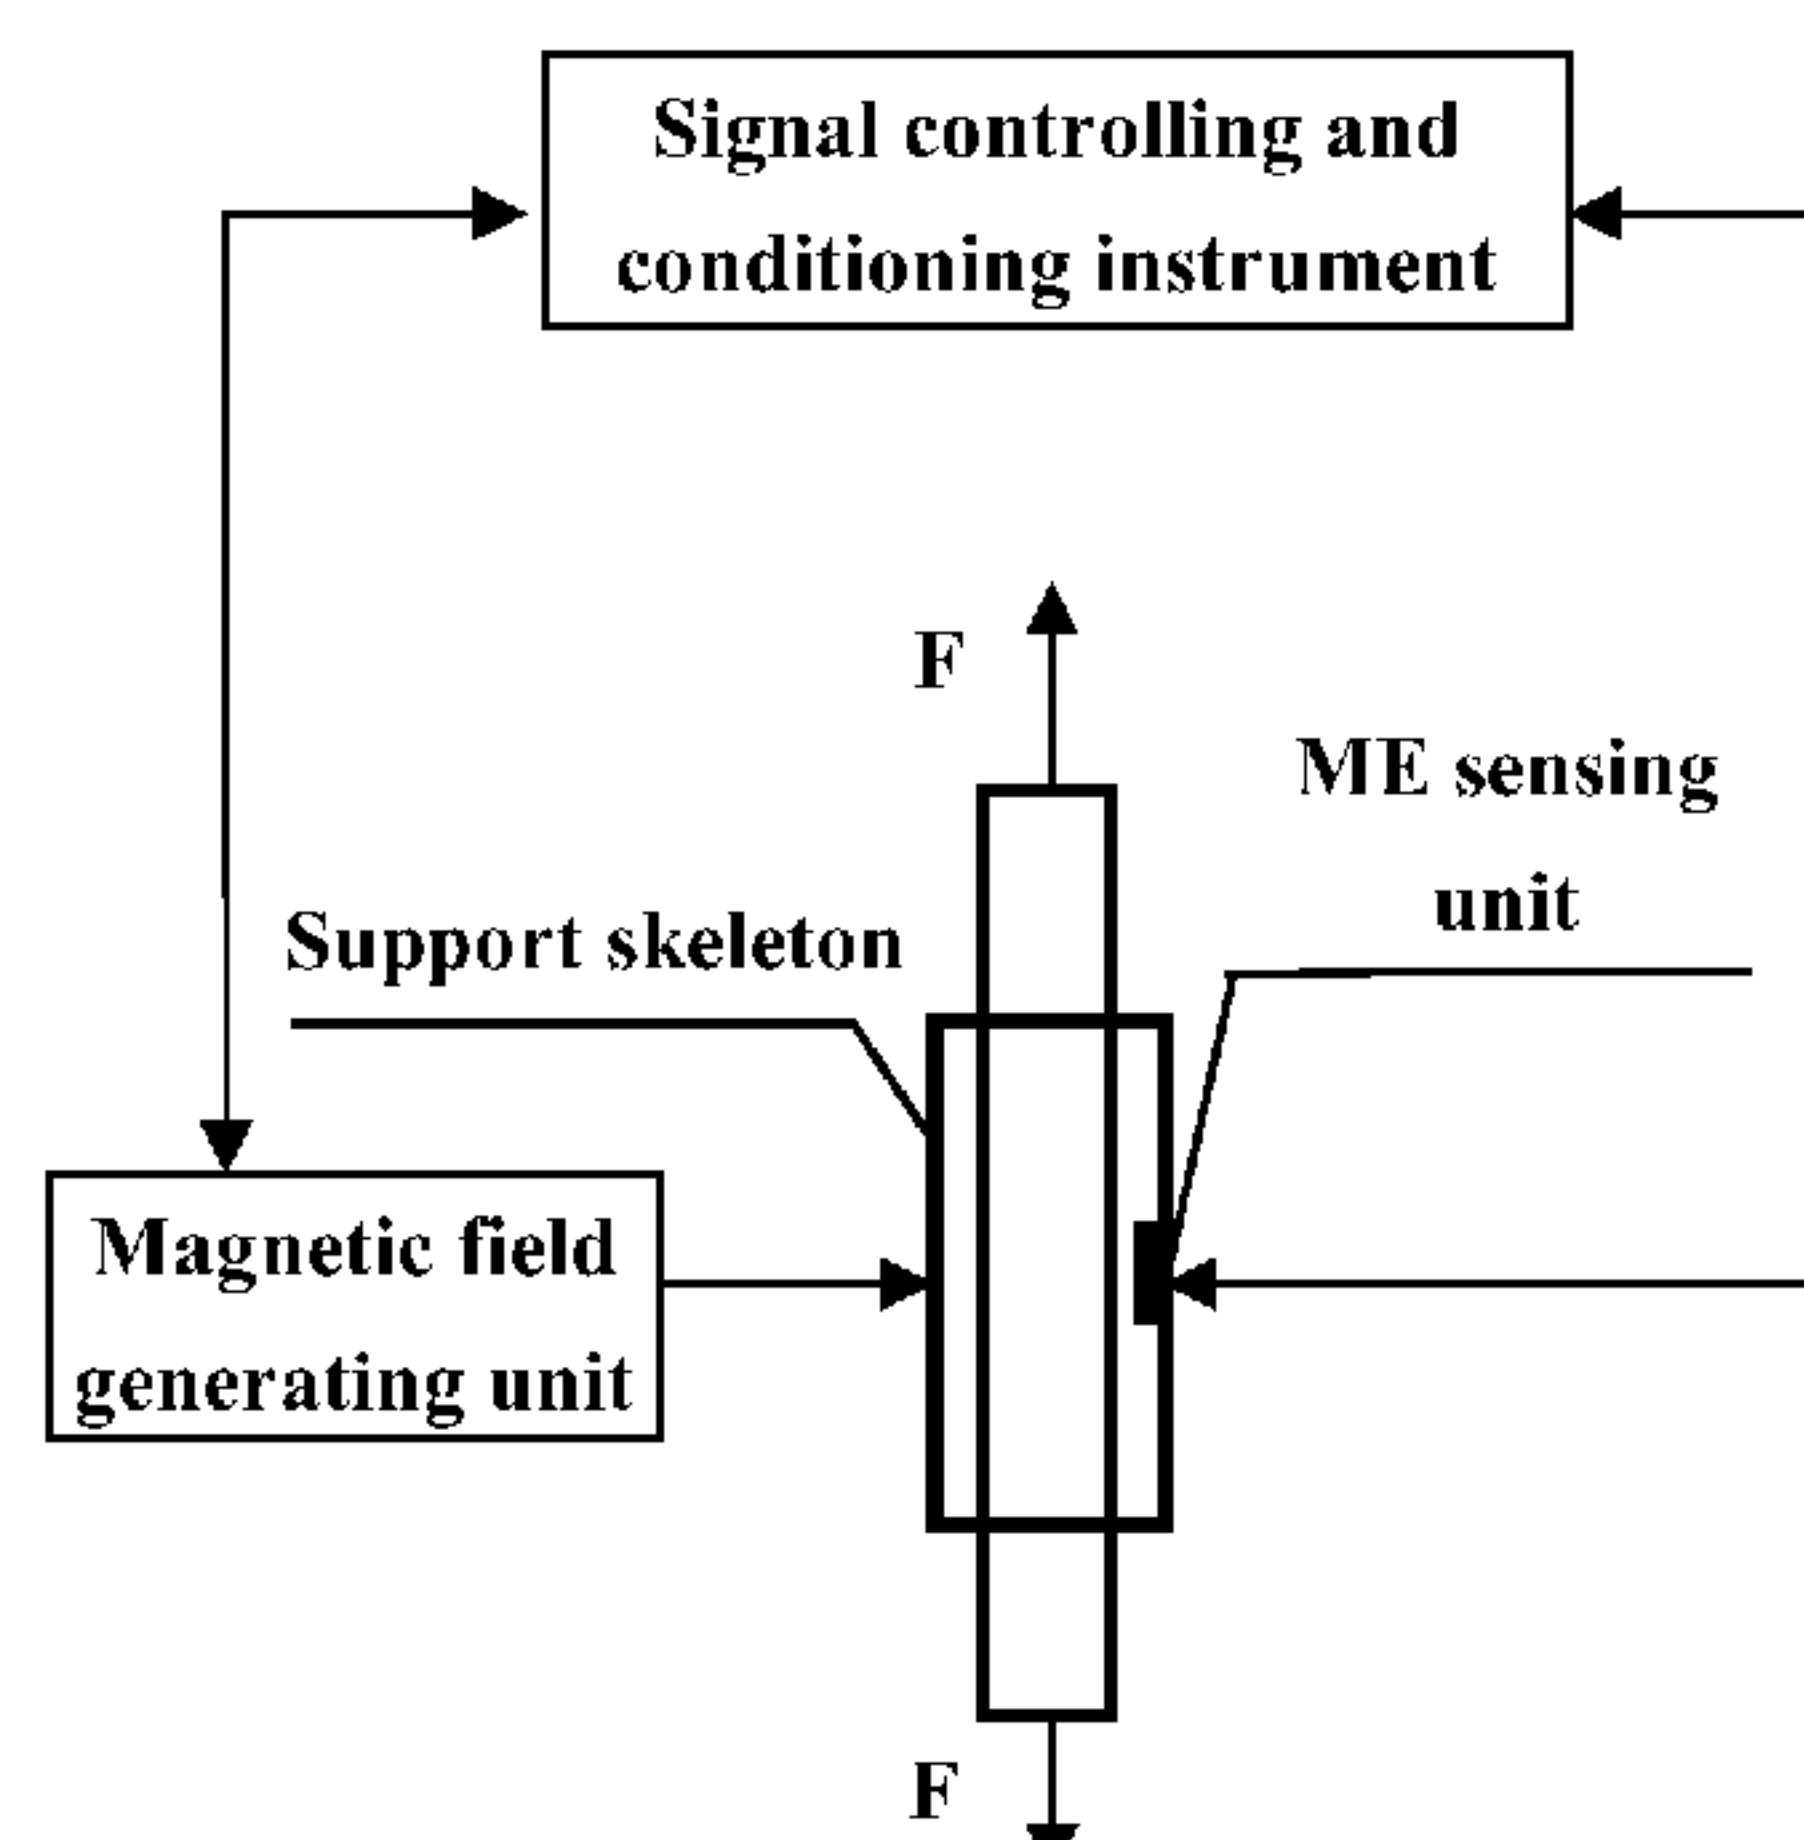 Signal controlling and
conditioning instrument
F
ME sensing
unit
Support skeleton
Magnetic field
generating unit
F